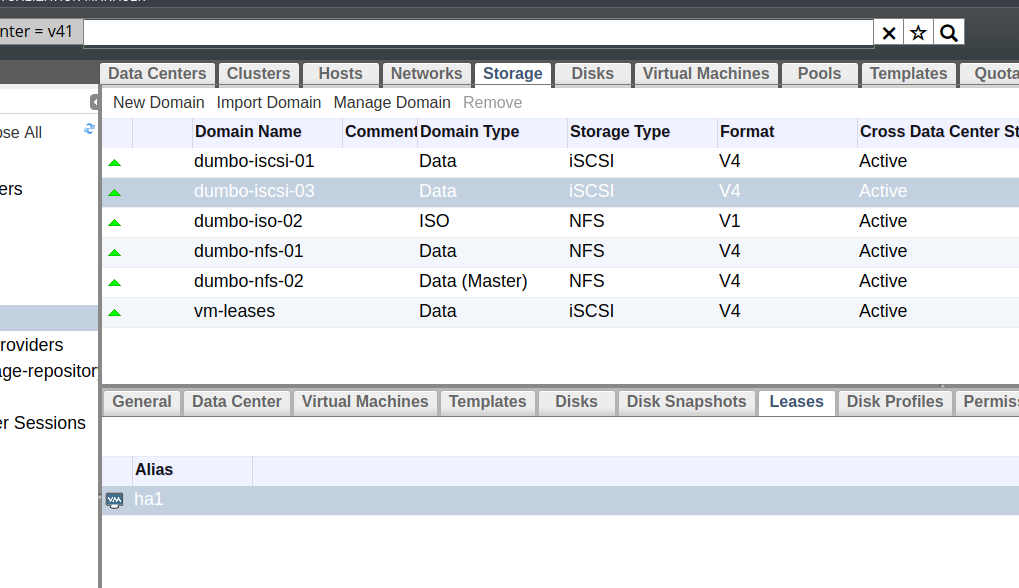 nter = v41
Data Centers Clusters Hosts Networks Storage Disks Virtual Machines Pools Templates Quota
New Domain Import Domain Manage Domain Remove
ose All
Domain Name Comment Domain Type Storage Type Format Cross Data Center St
dumbo-iscsi-01 Data iSCSI V4 Active
ers
dumbo-iscsi-03 Data iSCSI V4 Active
dumbo-iso-02 ISO NFS V1 Active
dumbo-nfs-01 Data NFS V4 Active
dumbo-nfs-02 Data (Master) NFS V4 Active
vm-leases Data iSCSI V4 Active
roviders
age-repository
er Sessions
General Data Center Virtual Machines Templates Disks Disk Snapshots Leases Disk Profiles Permis
Alias
VM ha1